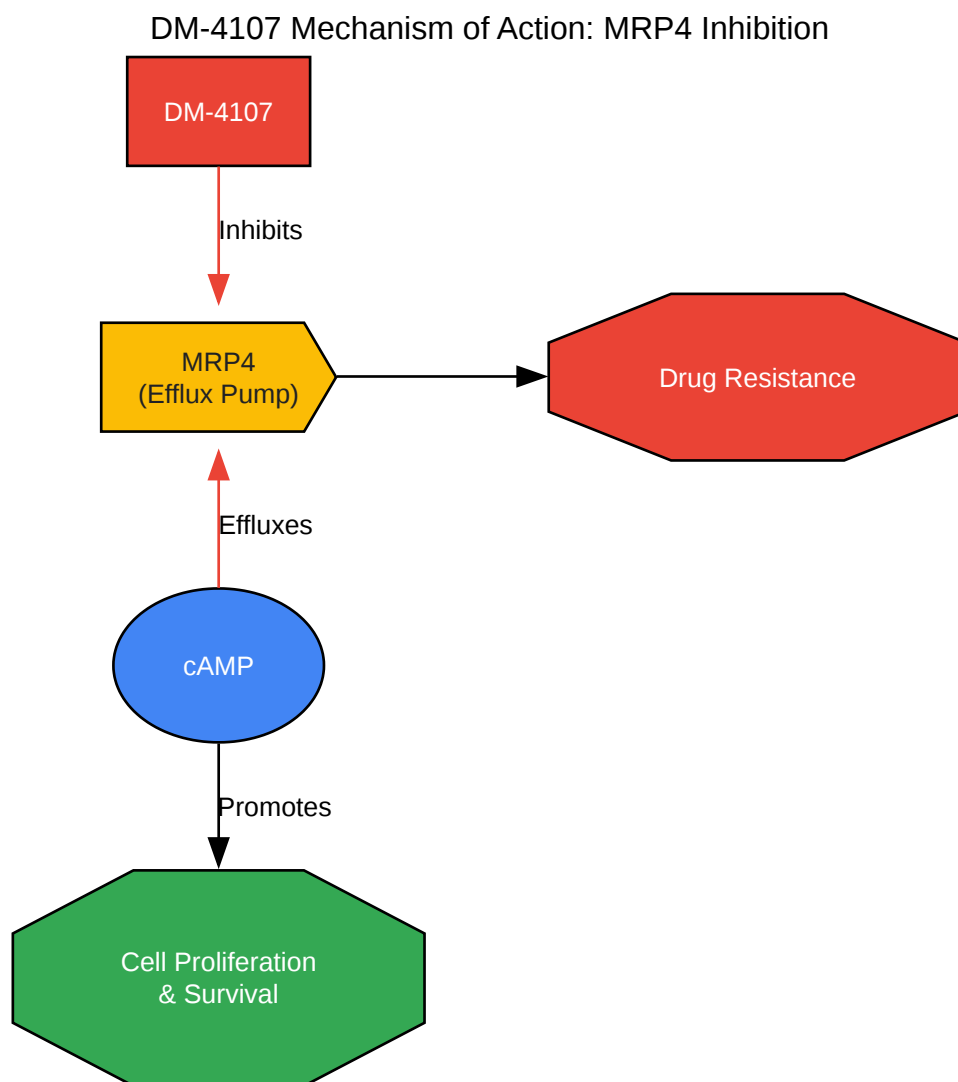 DM-4107 Mechanism of Action: MRP4 Inhibition
DM-4107
Inhibits
MRP4
(Efflux Pump)
Drug Resistance
Effluxes
cAMP
Promotes
Cell Proliferation
& Survival